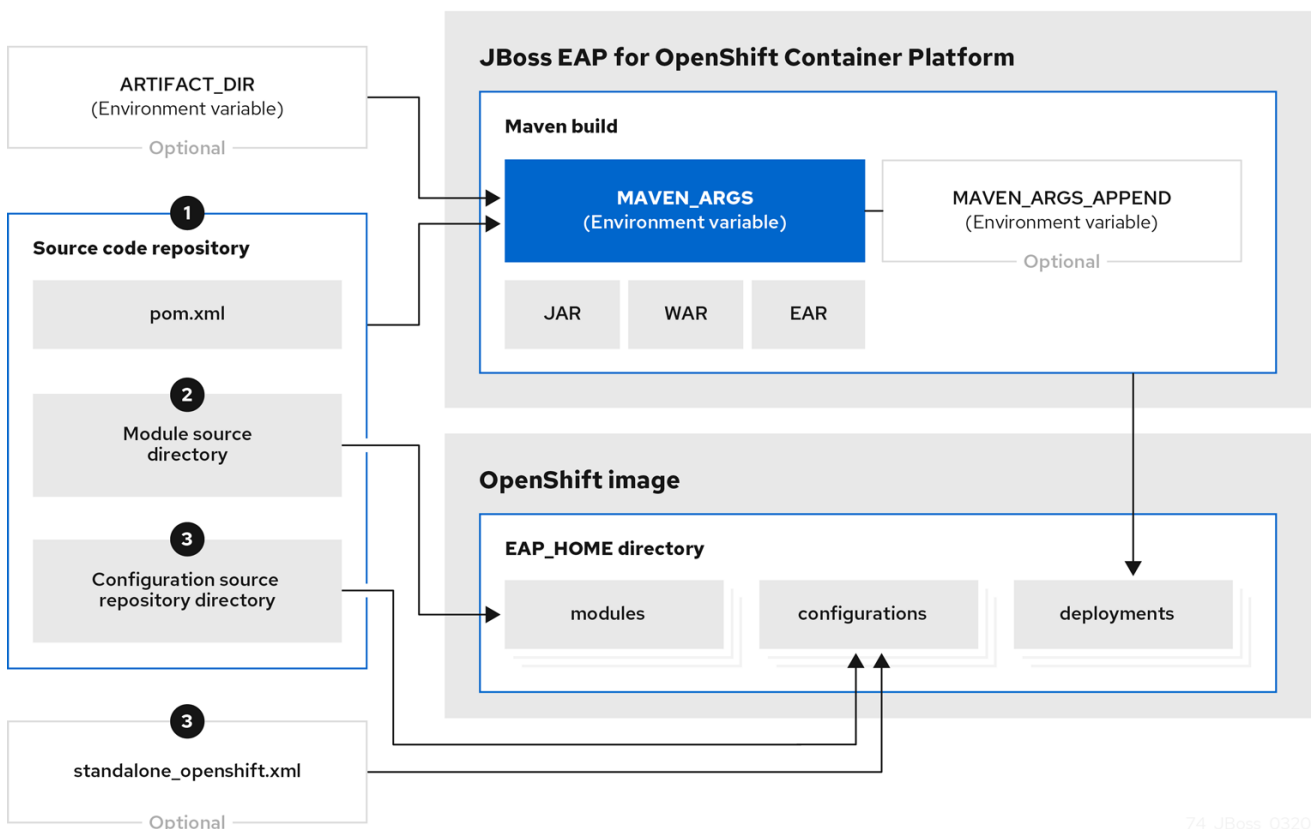 ARTIFACT_DIR
(Environment variable)
Optional
1
Source code repository
pom.xml
2
Module source
directory
3
Configuration source
repository directory
3
standalone_openshift.xml
Optional
JBoss EAP for OpenShift Container Platform
Maven build
MAVEN_ARGS
(Environment variable)
MAVEN_ARGS_APPEND
(Environment variable)
Optional
JAR
WAR
EAR
OpenShift image
EAP_HOME directory
modules
configurations
deployments
74_JBoss_0320